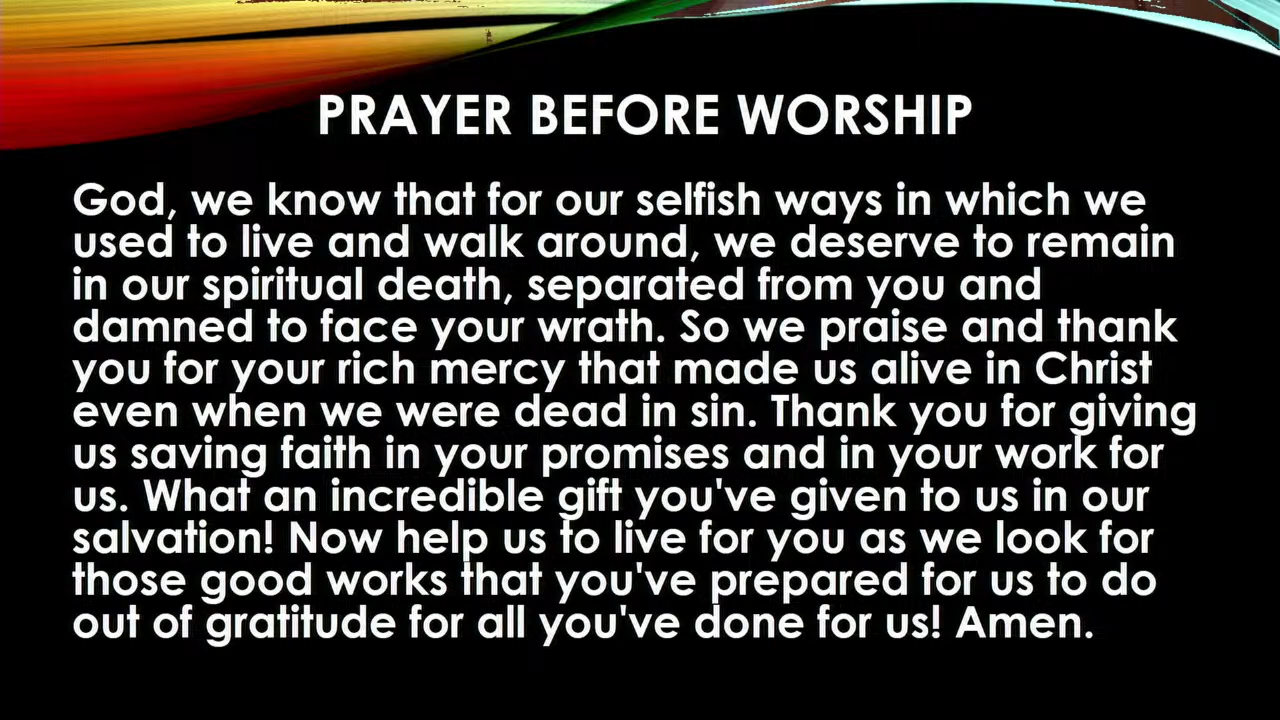 PRAYER BEFORE WORSHIP
God, we know that for our selfish ways in which we
used to live and walk around, we deserve to remain
in our spiritual death, separated from you and
damned to face your wrath. So we praise and thank
you for your rich mercy that made us alive in Christ
even when we were dead in sin. Thank you for giving
us saving faith in your promises and in your work for
us. What an incredible gift you've given to us in our
salvation! Now help us to live for you as we look for
those good works that you've prepared for us to do
out of gratitude for all you've done for us! Amen.